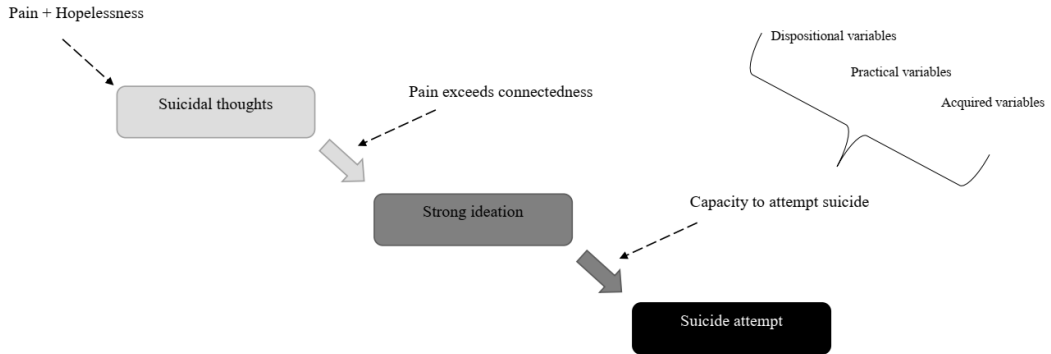 Pain + Hopelessness
Dispositional variables
Practical variables
Acquired variables
Suicidal thoughts
Pain exceeds connectedness
Strong ideation
Capacity to attempt suicide
Suicide attempt